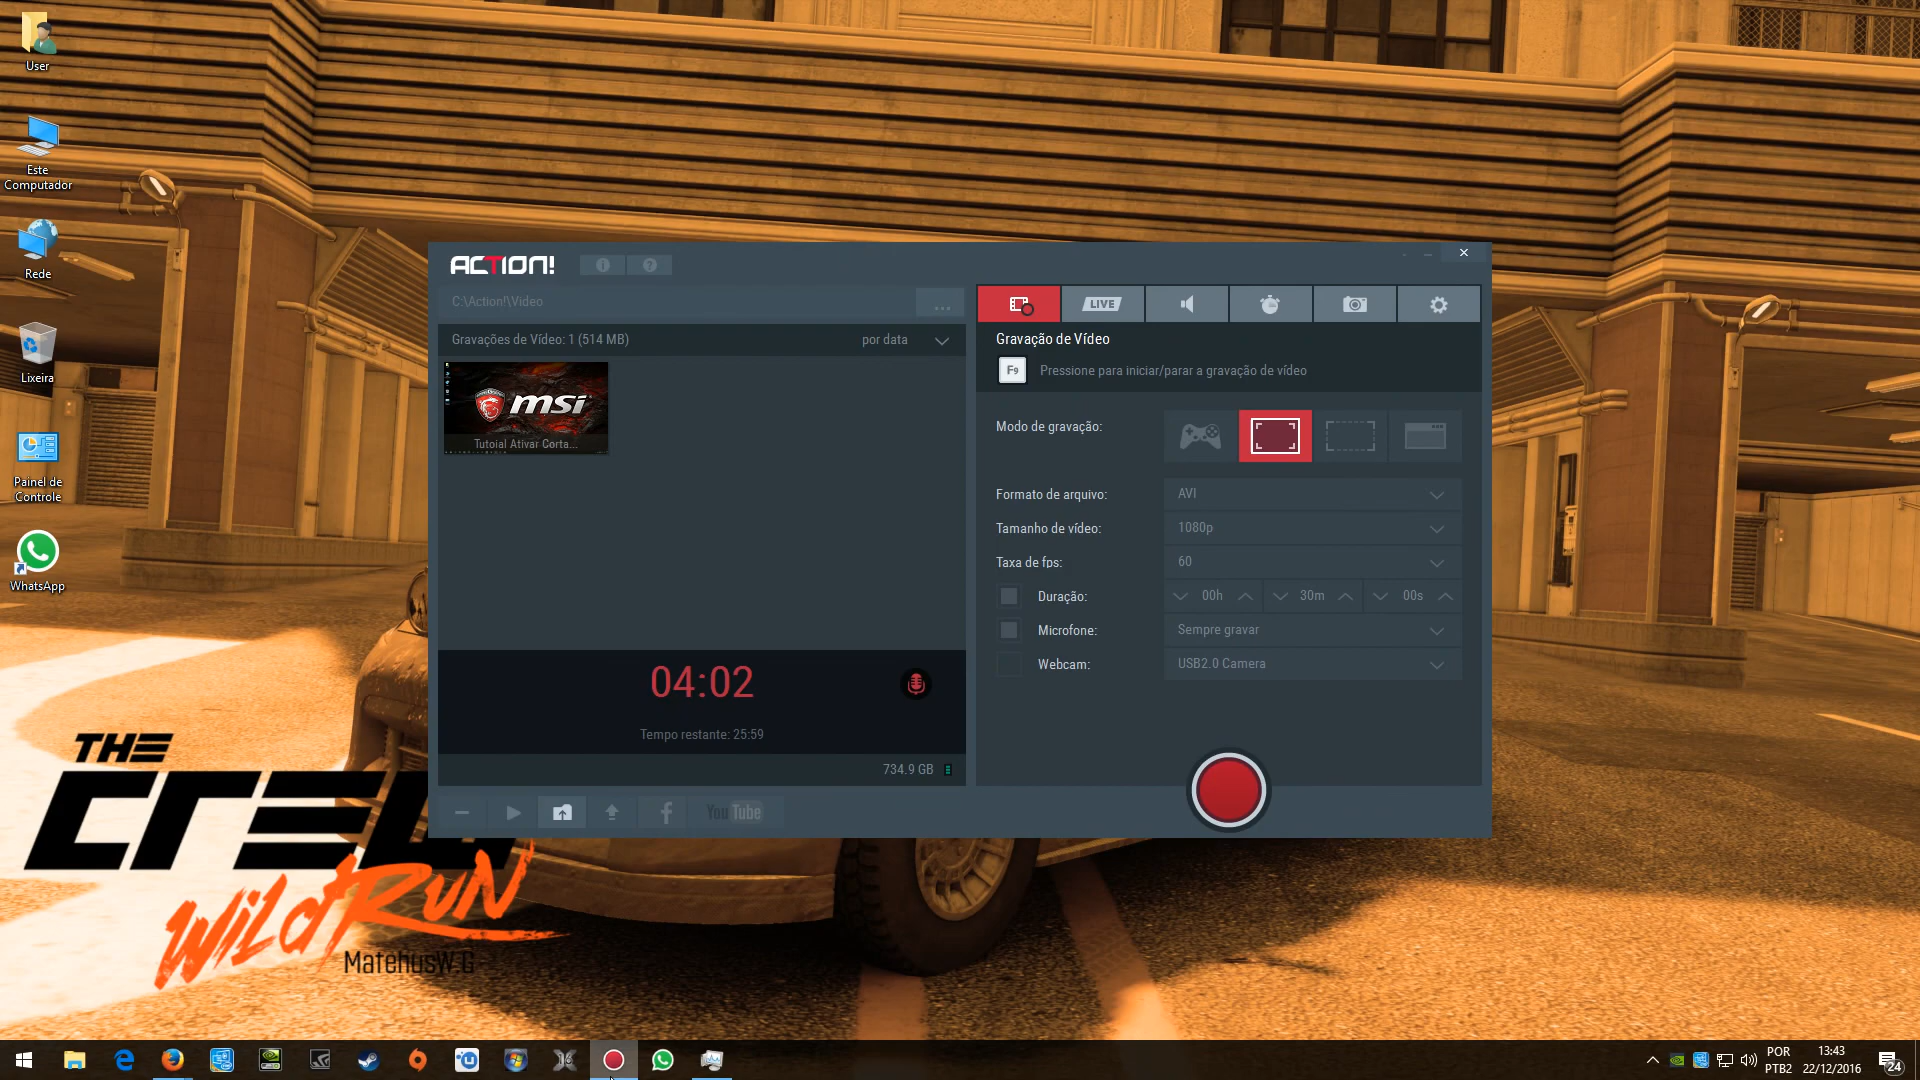 User
Este
Computador
Rede
Lixeira
Painel de
Controle
WhatsApp
THE
CREW
WILD RUN
MatehusW.G
ACTION!
C:\Action!\Video
...
Gravações de Vídeo: 1 (514 MB)
por data
msi
Tutoial Ativar Corta...
04:02
Tempo restante: 25:59
734.9 GB
YouTube
LIVE
Gravação de Vídeo
F9
Pressione para iniciar/parar a gravação de vídeo
Modo de gravação:
Formato de arquivo:
AVI
Tamanho de vídeo:
1080p
Taxa de fps:
60
Duração:
00h
30m
00s
Microfone:
Sempre gravar
Webcam:
USB2.0 Camera
POR
PTB2
13:43
22/12/2016
24